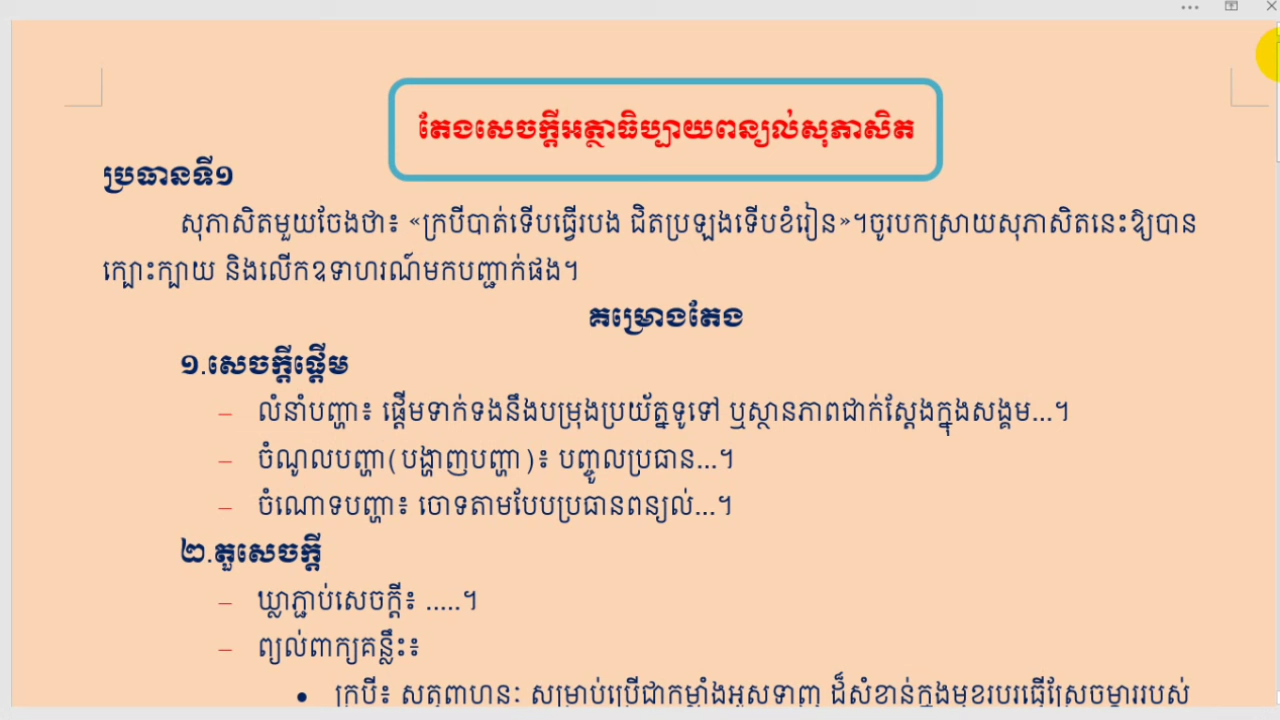 តែងសេចក្ដីអត្ថាធិប្បាយពន្យល់សុភាសិត
ប្រធានទី១
សុភាសិតមួយចែងថា៖ «ក្របីបាត់ទើបធ្វើរបង ជិតប្រឡងទើបខំរៀន»។ចូរបកស្រាយសុភាសិតនេះឱ្យបាន
ក្បោះក្បាយ និងលើកឧទាហរណ៍មកបញ្ជាក់ផង។
គម្រោងតែង
១.សេចក្ដីផ្ដើម
– លំនាំបញ្ហា៖ ផ្ដើមទាក់ទងនឹងបម្រុងប្រយ័ត្នទូទៅ ឬស្ថានភាពជាក់ស្ដែងក្នុងសង្គម...។
– ចំណូលបញ្ហា(បង្ហាញបញ្ហា)៖ បញ្ចូលប្រធាន...។
– ចំណោទបញ្ហា៖ ចោទតាមបែបប្រធានពន្យល់...។
២.តួសេចក្ដី
– ឃ្លាភ្ជាប់សេចក្ដី៖ .....។
– ព្យល់ពាក្យគន្លឹះ៖
• ក្របី៖ សត្វពាហនៈ សម្រាប់ប្រើជាកម្លាំងអូសទាញ ដ៏សំខាន់ក្នុងមុខរបរធ្វើស្រែចម្ការរបស់